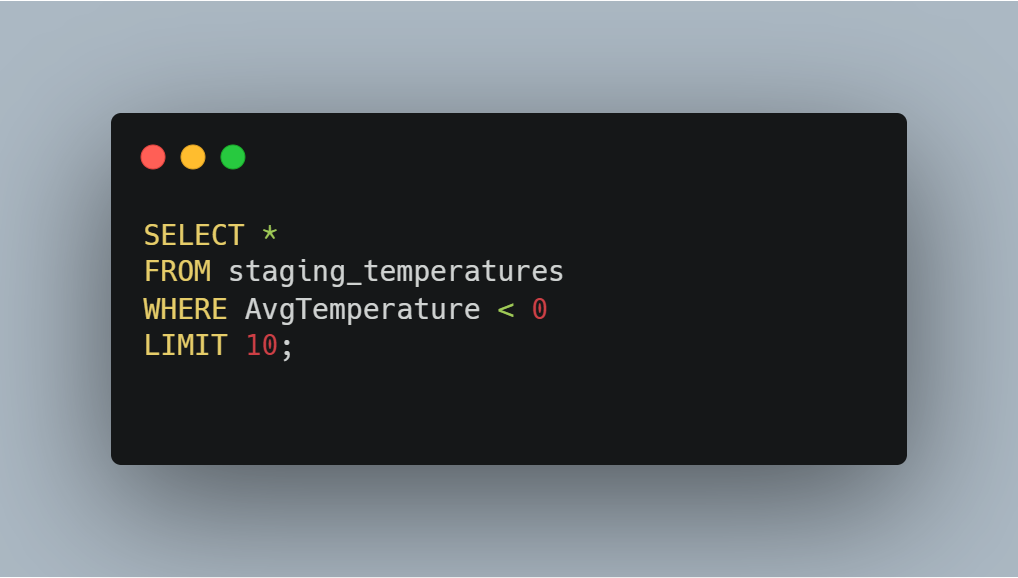 SELECT *
FROM staging_temperatures
WHERE AvgTemperature < 0
LIMIT 10;